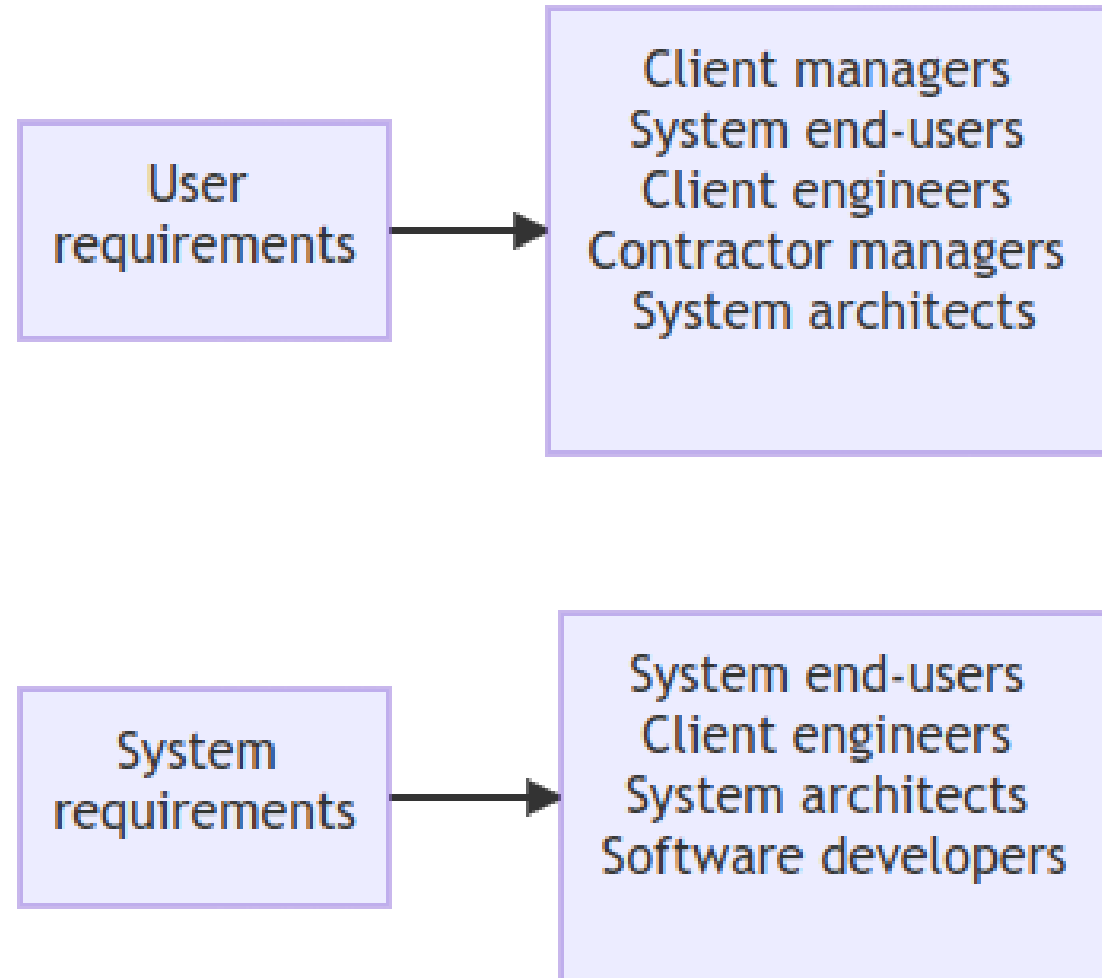 User
requirements
Client managers
System end-users
Client engineers
Contractor managers
System architects
System
requirements
System end-users
Client engineers
System architects
Software developers